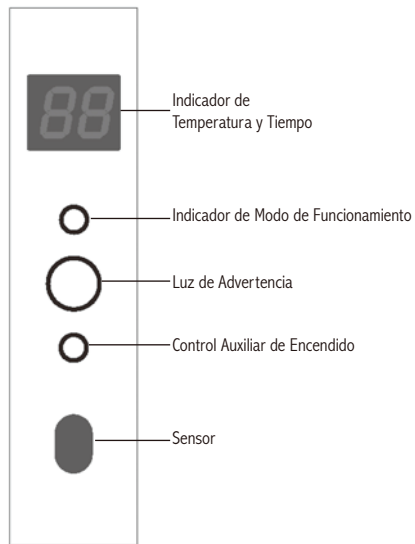 88
Indicador de
Temperatura y Tiempo
Indicador de Modo de Funcionamiento
Luz de Advertencia
Control Auxiliar de Encendido
Sensor